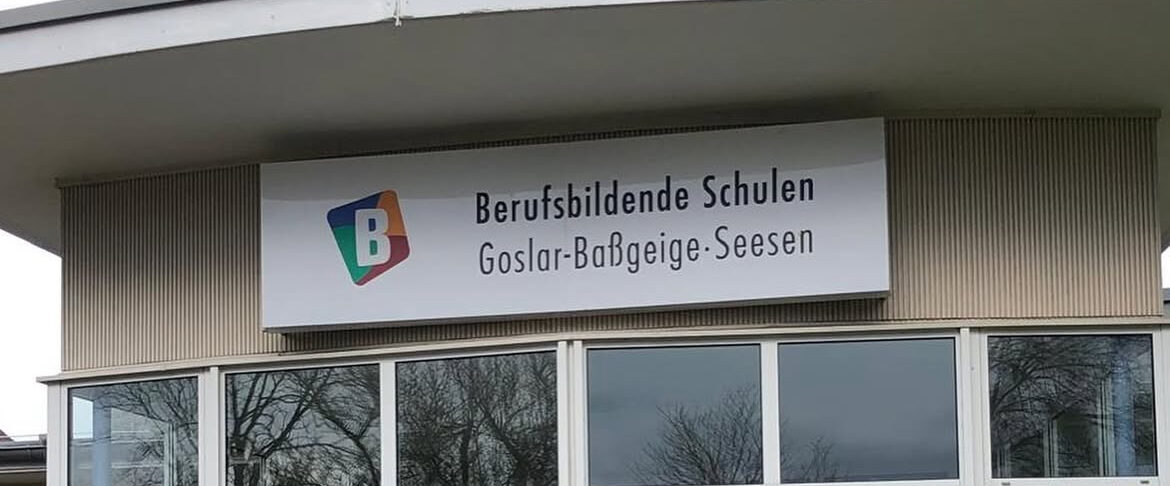 B
Berufsbildende Schulen
Goslar-Baßgeige·Seesen